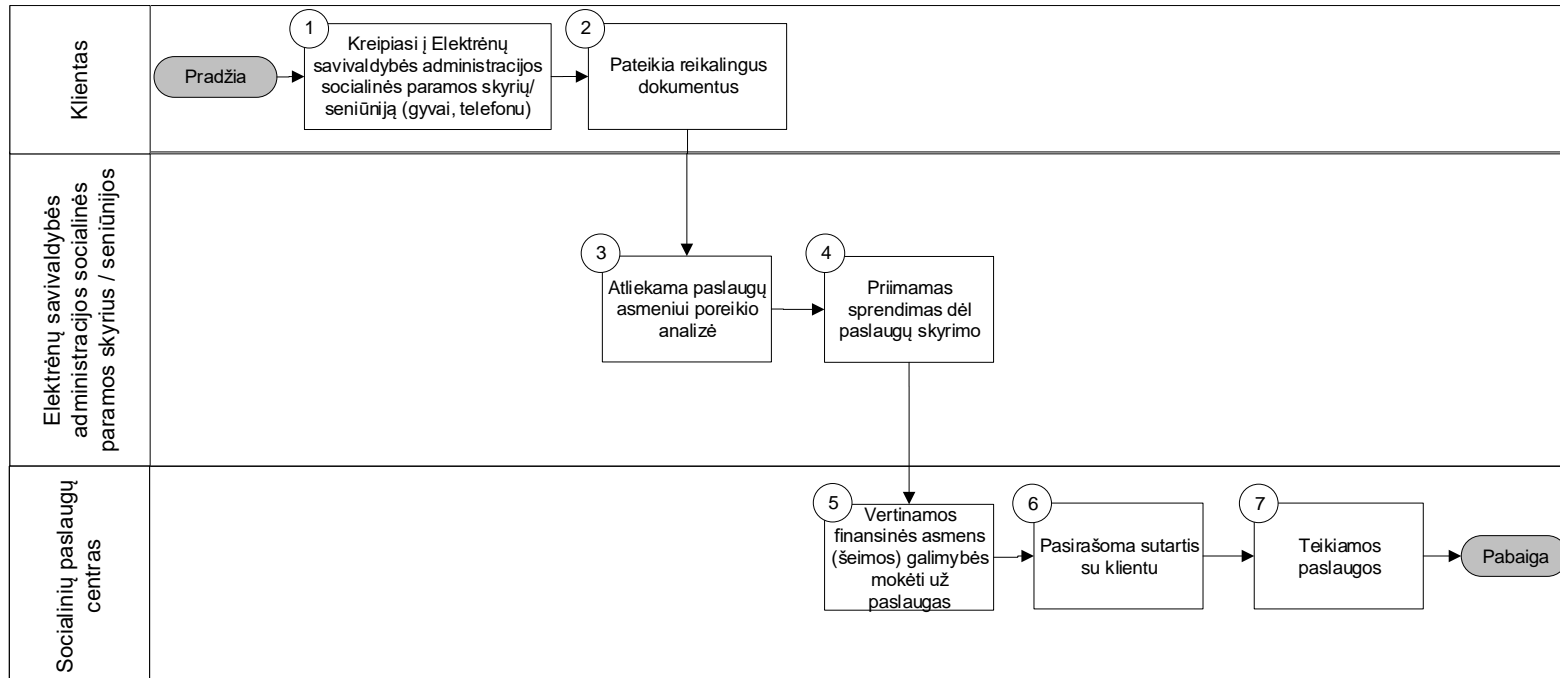 Klientas
Pradžia
1
Kreipiasi į Elektrėnų
savivaldybės administracijos
socialinės paramos skyrių/
seniūniją (gyvai, telefonu)
2
Pateikia reikalingus
dokumentus
Elektrėnų savivaldybės
administracijos socialinės
paramos skyrius / seniūnijos
3
Atliekama paslaugų
asmeniui poreikio
analizė
4
Priimamas
sprendimas dėl
paslaugų skyrimo
Socialinių paslaugų
centras
5
Vertinamos
finansinės asmens
(šeimos) galimybės
mokėti už
paslaugas
6
Pasirašoma sutartis
su klientu
7
Teikiamos
paslaugos
Pabaiga